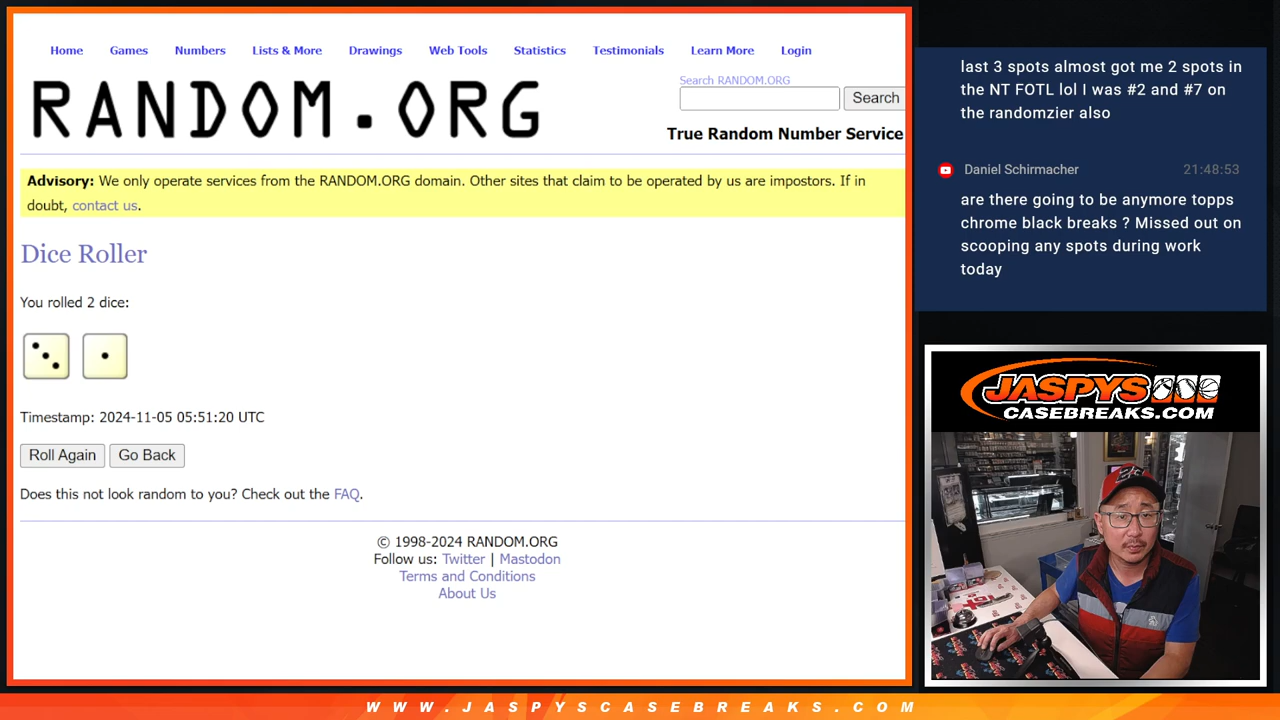 Home Games Numbers Lists & More Drawings Web Tools Statistics Testimonials Learn More Login
RANDOM.ORG
Search RANDOM.ORG
Search
True Random Number Service
Advisory: We only operate services from the RANDOM.ORG domain. Other sites that claim to be operated by us are impostors. If in
doubt, contact us.
Dice Roller
You rolled 2 dice:
Timestamp: 2024-11-05 05:51:20 UTC
Roll Again Go Back
Does this not look random to you? Check out the FAQ.
© 1998-2024 RANDOM.ORG
Follow us: Twitter | Mastodon
Terms and Conditions
About Us
last 3 spots almost got me 2 spots in
the NT FOTL lol I was #2 and #7 on
the randomzier also
Daniel Schirmacher 21:48:53
are there going to be anymore topps
chrome black breaks ? Missed out on
scooping any spots during work
today
JASPYS
CASEBREAKS.COM
WWW.JASPYSCASEBREAKS.COM